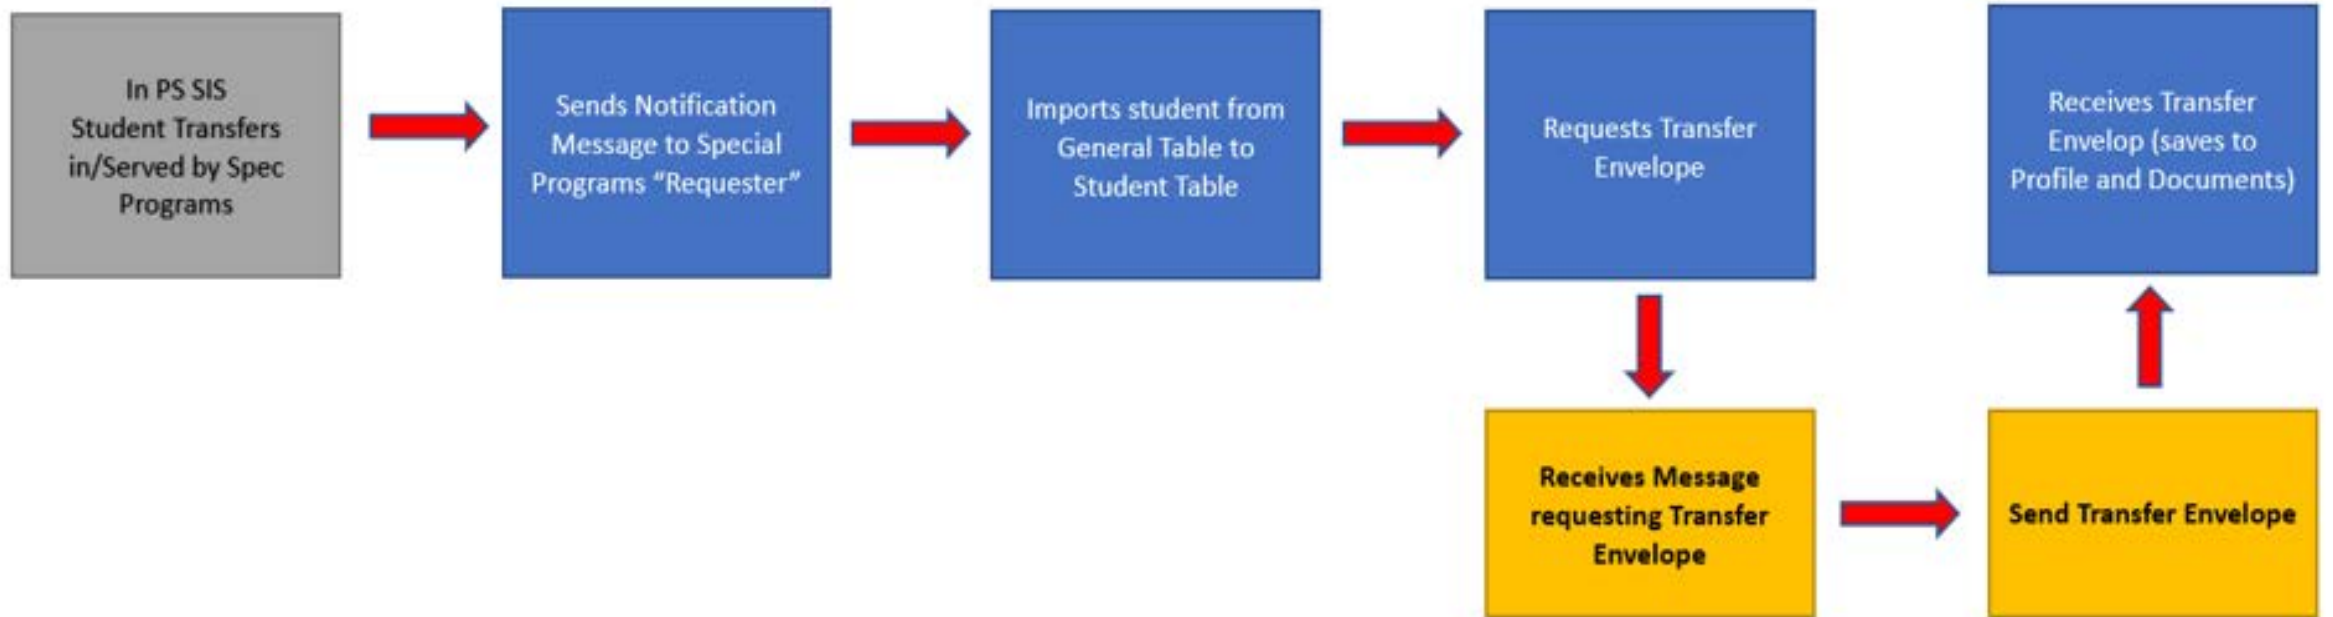 In PS SIS
Student Transfers
in/Served by Spec
Programs
Sends Notification
Message to Special
Programs “Requester”
Imports student from
General Table to
Student Table
Requests Transfer
Envelope
Receives Message
requesting Transfer
Envelope
Send Transfer Envelope
Receives Transfer
Envelop (saves to
Profile and Documents)